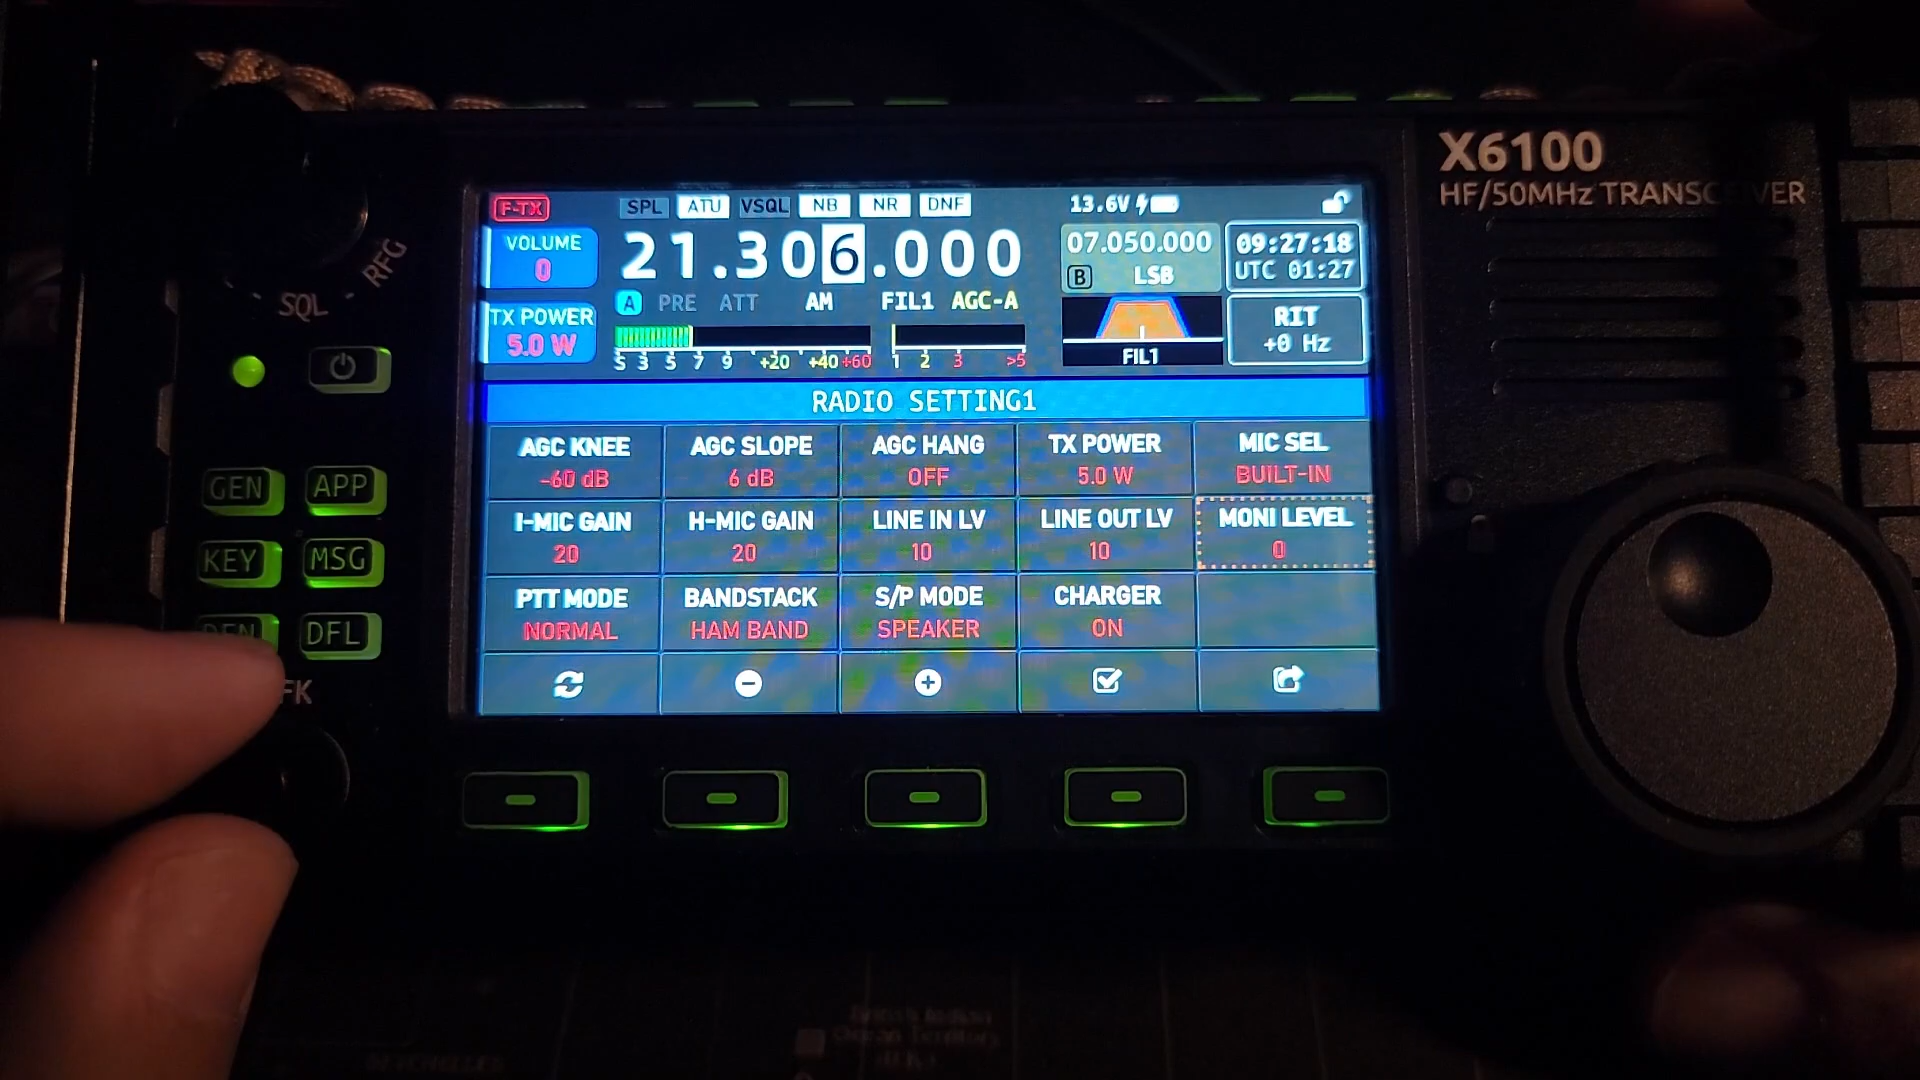 X6100
HF/50MHz TRANSCEIVER
F-TX SPL ATU VSQL NB NR DNF 13.6V
VOLUME
0
21.306.000
07.050.000
B LSB
09:27:18
UTC 01:27
TX POWER
5.0 W
A PRE ATT AM FIL1 AGC-A
S 3 5 7 9 +20 +40 +60 1 2 3 >5
FIL1
RIT
+0 Hz
RADIO SETTING1
AGC KNEE AGC SLOPE AGC HANG TX POWER MIC SEL
-60 dB 6 dB OFF 5.0 W BUILT-IN
I-MIC GAIN H-MIC GAIN LINE IN LV LINE OUT LV MONI LEVEL
20 20 10 10 0
PTT MODE BANDSTACK S/P MODE CHARGER
NORMAL HAM BAND SPEAKER ON
RFG
SQL
GEN APP
KEY MSG
DFL